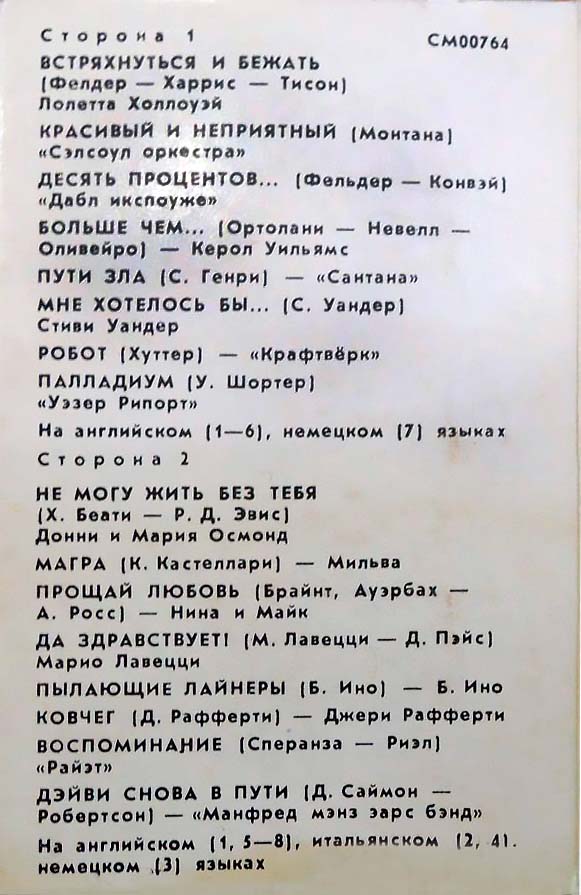 Сторона 1
СМ00764
ВСТРЯХНУТЬСЯ И БЕЖАТЬ
(Фелдер — Харрис — Тисон)
Лолетта Холлоуэй
КРАСИВЫЙ И НЕПРИЯТНЫЙ (Монтана)
«Сэлсоул оркестра»
ДЕСЯТЬ ПРОЦЕНТОВ... (Фельдер — Конвэй)
«Дабл икспоуже»
БОЛЬШЕ ЧЕМ... (Ортолани — Невелл —
Оливейро) — Керол Уильямс
ПУТИ ЗЛА (С. Генри) — «Сантана»
МНЕ ХОТЕЛОСЬ БЫ... (С. Уандер)
Стиви Уандер
РОБОТ (Хуттер) — «Крафтвёрк»
ПАЛЛАДИУМ (У. Шортер)
«Уэзер Рипорт»
На английском (1—6), немецком (7) языках
Сторона 2
НЕ МОГУ ЖИТЬ БЕЗ ТЕБЯ
(Х. Беати — Р. Д. Эвис)
Донни и Мария Осмонд
МАГРА (К. Кастеллари) — Мильва
ПРОЩАЙ ЛЮБОВЬ (Брайнт, Ауэрбах —
А. Росс) — Нина и Майк
ДА ЗДРАВСТВУЕТ! (М. Лавецци — Д. Пэйс)
Марио Лавецци
ПЫЛАЮЩИЕ ЛАЙНЕРЫ (Б. Ино) — Б. Ино
КОВЧЕГ (Д. Рафферти) — Джери Рафферти
ВОСПОМИНАНИЕ (Сперанза — Риэл)
«Райэт»
ДЭЙВИ СНОВА В ПУТИ (Д. Саймон —
Робертсон) — «Манфред мэнз эарс бэнд»
На английском (1, 5—8), итальянском (2, 4).
немецком (3) языках